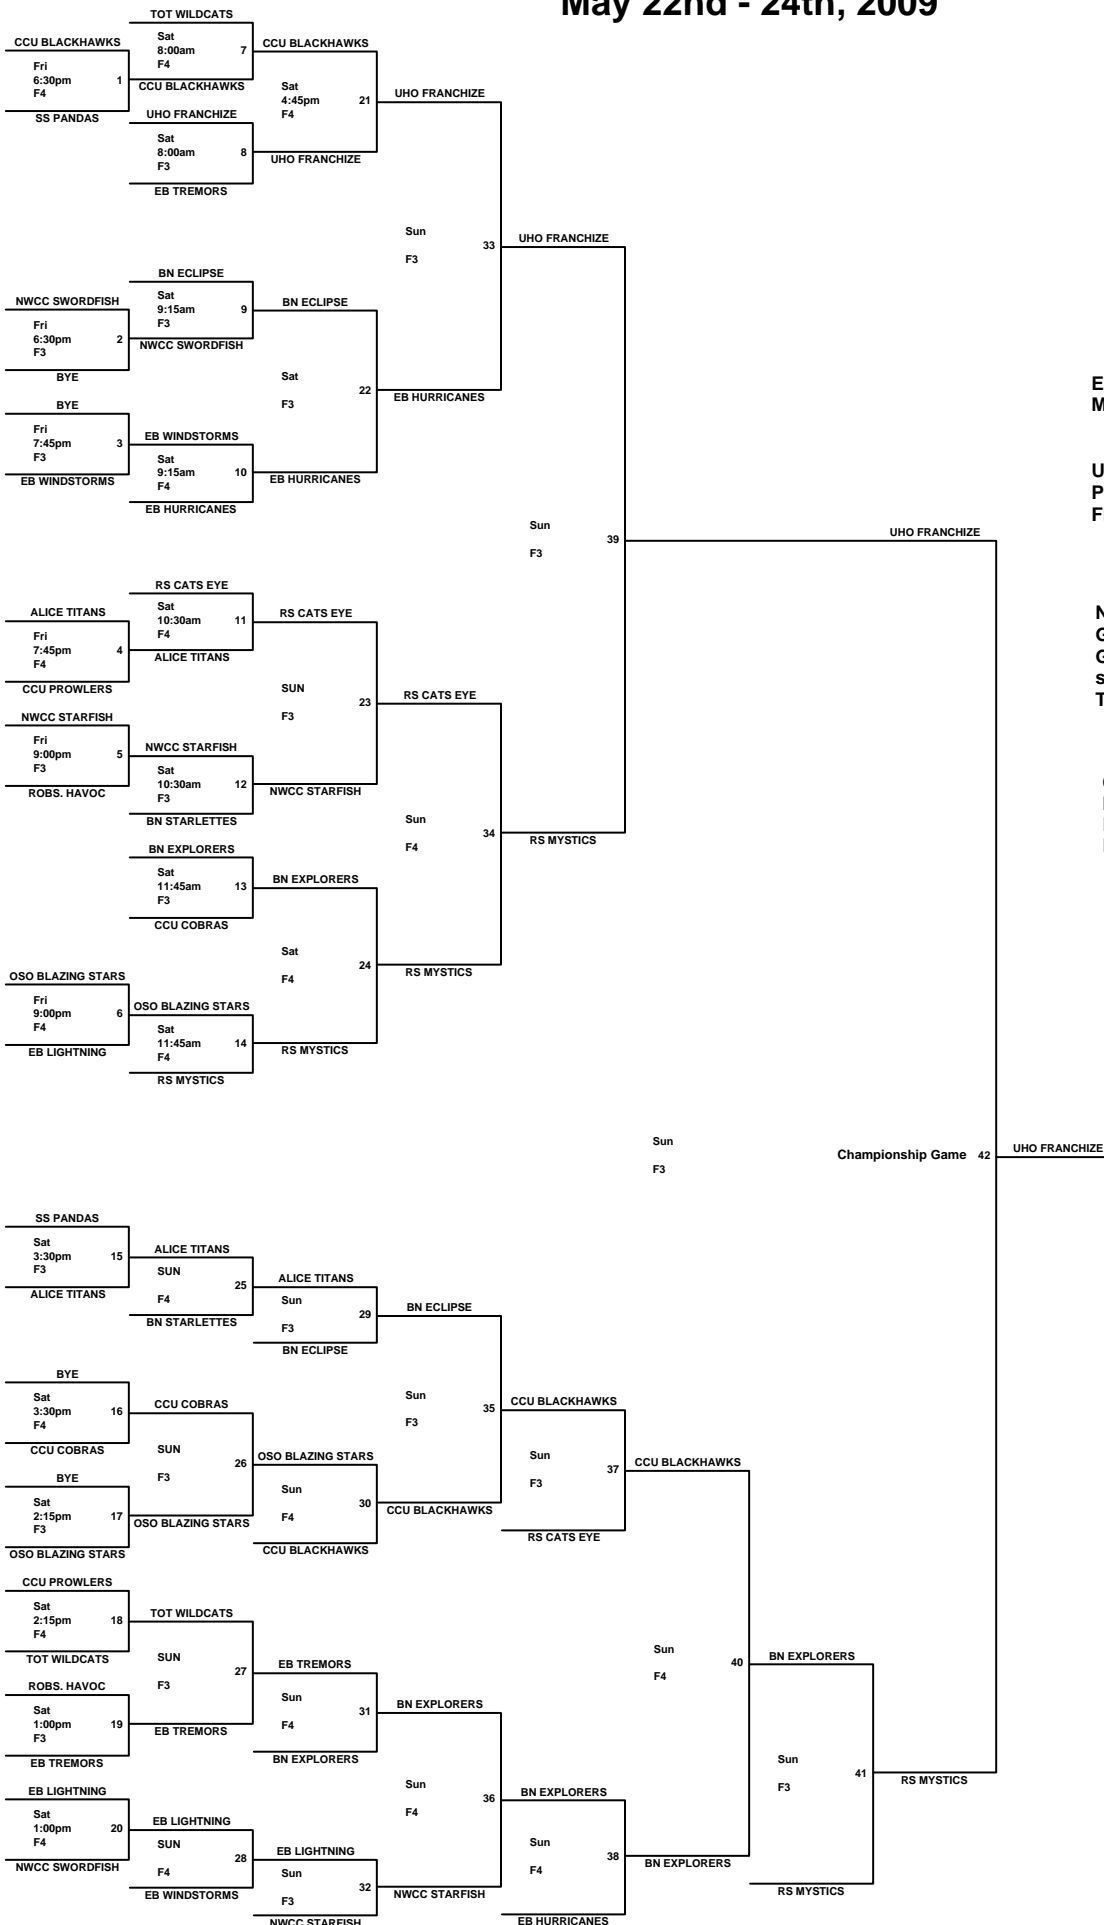 May 22nd - 24th, 2009
TOT WILDCATS
CCU BLACKHAWKS
Sat
8:00am
F4
7
CCU BLACKHAWKS
Fri
6:30pm
F4
1
CCU BLACKHAWKS
SS PANDAS
Sat
4:45pm
F4
21
UHO FRANCHIZE
UHO FRANCHIZE
Sat
8:00am
F3
8
UHO FRANCHIZE
EB TREMORS
Sun
F3
33
UHO FRANCHIZE
BN ECLIPSE
NWCC SWORDFISH
Sat
9:15am
F3
9
BN ECLIPSE
Fri
6:30pm
F3
2
NWCC SWORDFISH
BYE
Sat
F3
22
EB HURRICANES
BYE
Fri
7:45pm
F3
3
EB WINDSTORMS
EB WINDSTORMS
Sat
9:15am
F4
10
EB HURRICANES
EB HURRICANES
E
M
U
P
F
Sun
F3
39
UHO FRANCHIZE
RS CATS EYE
ALICE TITANS
Sat
10:30am
F4
11
RS CATS EYE
Fri
7:45pm
F4
4
ALICE TITANS
CCU PROWLERS
SUN
F3
23
RS CATS EYE
NWCC STARFISH
Fri
9:00pm
F3
5
NWCC STARFISH
ROBS. HAVOC
Sat
10:30am
F3
12
NWCC STARFISH
BN STARLETTES
N
G
G
s
T
Sun
F4
34
RS MYSTICS
BN EXPLORERS
Sat
11:45am
F3
13
BN EXPLORERS
CCU COBRAS
Sat
F4
24
RS MYSTICS
OSO BLAZING STARS
Fri
9:00pm
F4
6
OSO BLAZING STARS
EB LIGHTNING
Sat
11:45am
F4
14
RS MYSTICS
RS MYSTICS
Sun
F3
Championship Game 42
UHO FRANCHIZE
SS PANDAS
Sat
3:30pm
F3
15
ALICE TITANS
ALICE TITANS
SUN
F4
25
ALICE TITANS
BN STARLETTES
Sun
F3
29
BN ECLIPSE
BN ECLIPSE
BYE
Sat
3:30pm
F4
16
CCU COBRAS
CCU COBRAS
Sun
F3
35
CCU BLACKHAWKS
SUN
F3
26
OSO BLAZING STARS
BYE
Sat
2:15pm
F3
17
OSO BLAZING STARS
OSO BLAZING STARS
Sun
F4
30
CCU BLACKHAWKS
CCU BLACKHAWKS
Sun
F3
37
CCU BLACKHAWKS
RS CATS EYE
CCU PROWLERS
Sat
2:15pm
F4
18
TOT WILDCATS
TOT WILDCATS
SUN
F3
27
EB TREMORS
ROBS. HAVOC
Sat
1:00pm
F3
19
EB TREMORS
EB TREMORS
Sun
F4
31
BN EXPLORERS
BN EXPLORERS
Sun
F4
40
BN EXPLORERS
EB LIGHTNING
Sat
1:00pm
F4
20
EB LIGHTNING
NWCC SWORDFISH
SUN
F4
28
EB LIGHTNING
EB WINDSTORMS
Sun
F3
32
NWCC STARFISH
NWCC STARFISH
Sun
F4
36
BN EXPLORERS
Sun
F4
38
BN EXPLORERS
EB HURRICANES
Sun
F3
41
RS MYSTICS
RS MYSTICS